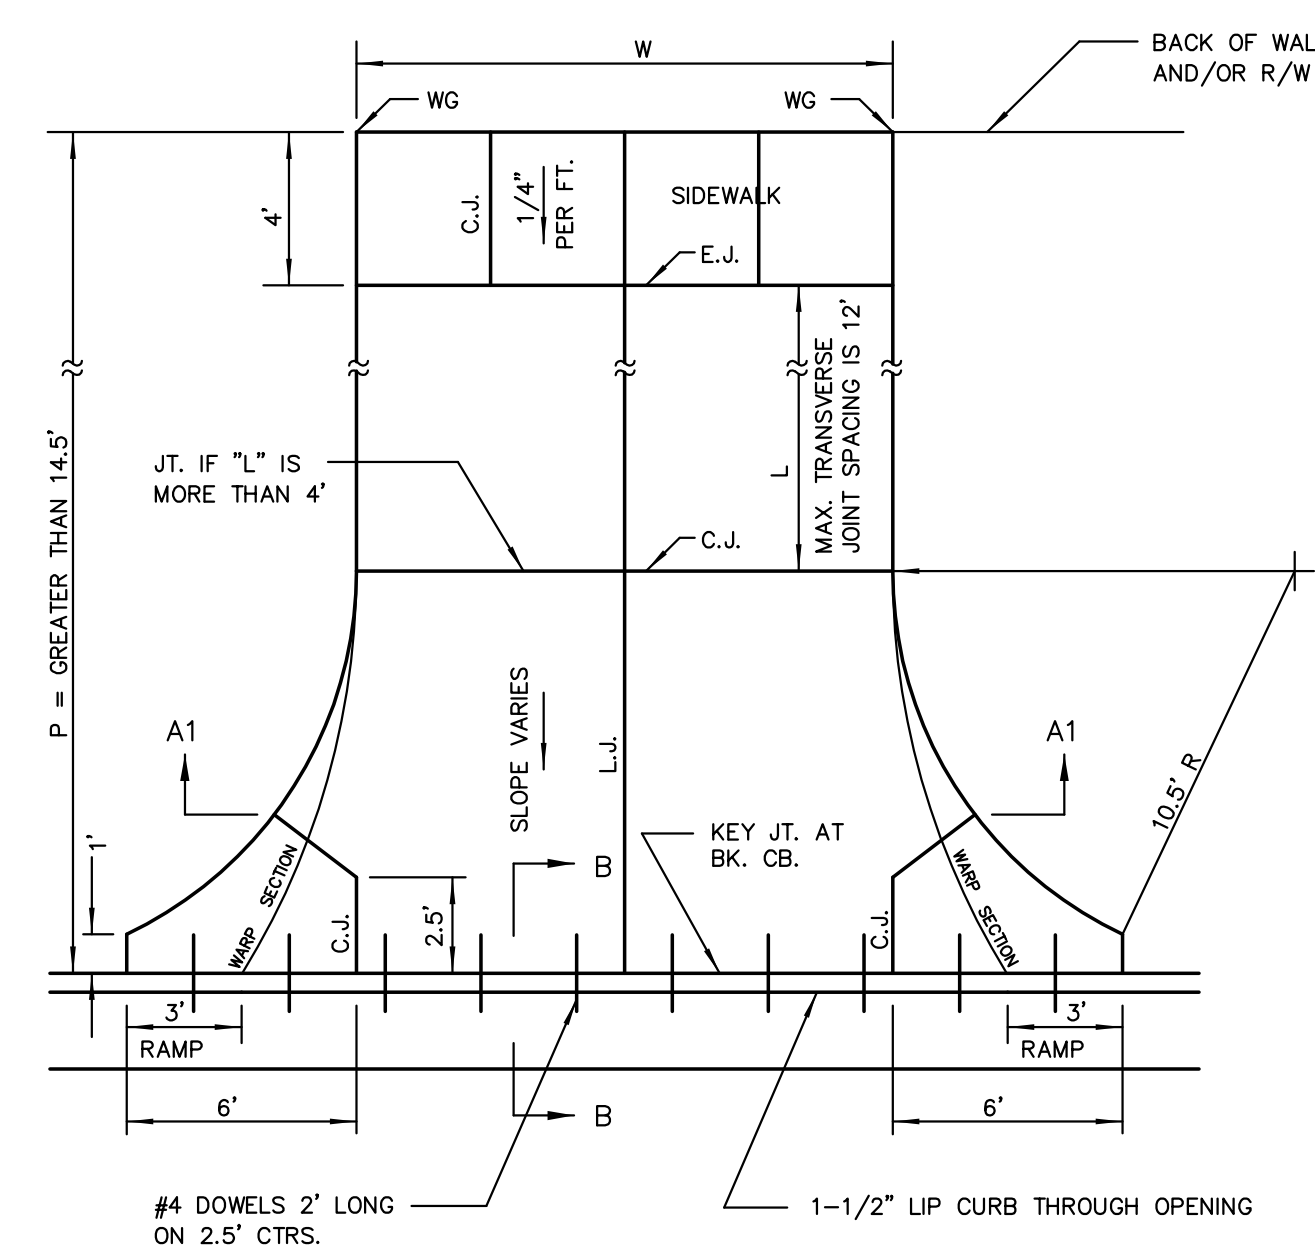 W
BACK OF WAL
AND/OR R/W
WG
WG
4'
C.J.
1/4"
PER FT.
SIDEWALK
E.J.
P = GREATER THAN 14.5'
JT. IF "L" IS
MORE THAN 4'
L
MAX. TRANSVERSE
JOINT SPACING IS 12'
C.J.
A1
A1
SLOPE VARIES
L.J.
10.5' R
1'
WARP SECTION
C.J.
2.5'
B
KEY JT. AT
BK. CB.
C.J.
WARP SECTION
3'
RAMP
3'
RAMP
6'
B
6'
#4 DOWELS 2' LONG
ON 2.5' CTRS.
1-1/2" LIP CURB THROUGH OPENING